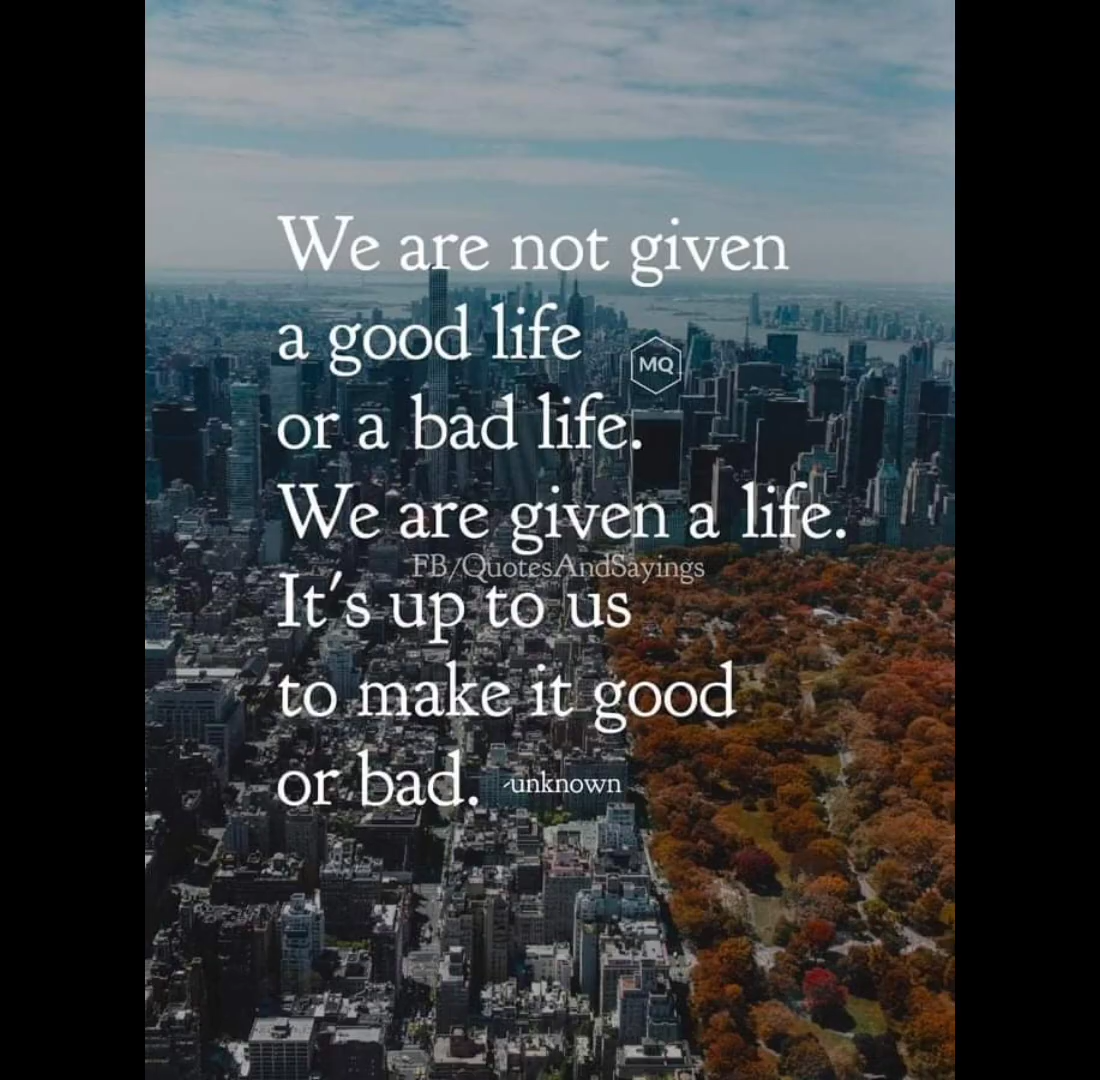 We are not given
a good life
MQ
or a bad life.
We are given a life.
FB/QuotesAndSayings
It's up to us
to make it good
or bad. -unknown